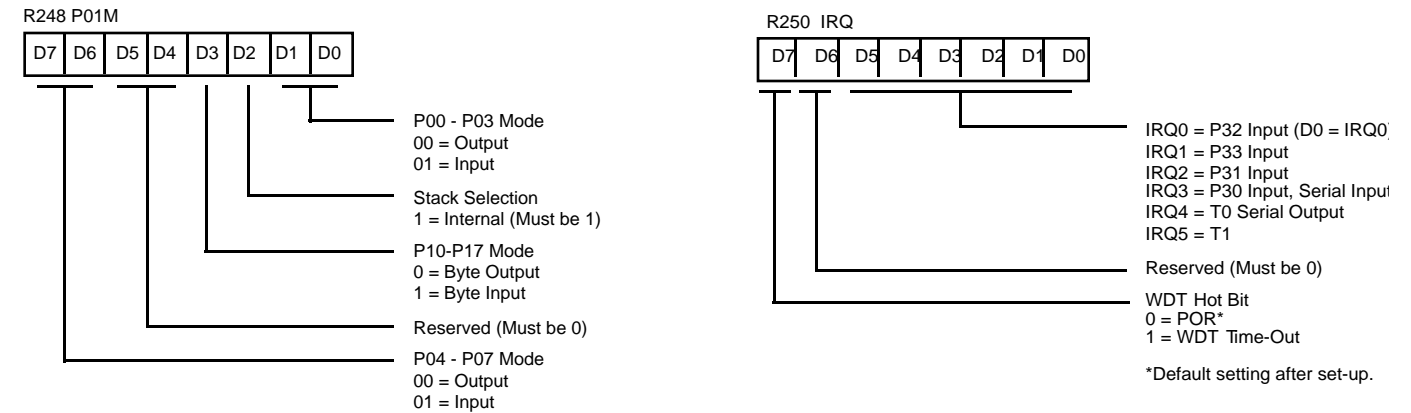 R248 P01M
D7 D6 D5 D4 D3 D2 D1 D0
P00 - P03 Mode
00 = Output
01 = Input
Stack Selection
1 = Internal (Must be 1)
P10-P17 Mode
0 = Byte Output
1 = Byte Input
Reserved (Must be 0)
P04 - P07 Mode
00 = Output
01 = Input
R250 IRQ
D7 D6 D5 D4 D3 D2 D1 D0
IRQ0 = P32 Input (D0 = IRQ0)
IRQ1 = P33 Input
IRQ2 = P31 Input
IRQ3 = P30 Input, Serial Input
IRQ4 = T0 Serial Output
IRQ5 = T1
Reserved (Must be 0)
WDT Hot Bit
0 = POR*
1 = WDT Time-Out
*Default setting after set-up.